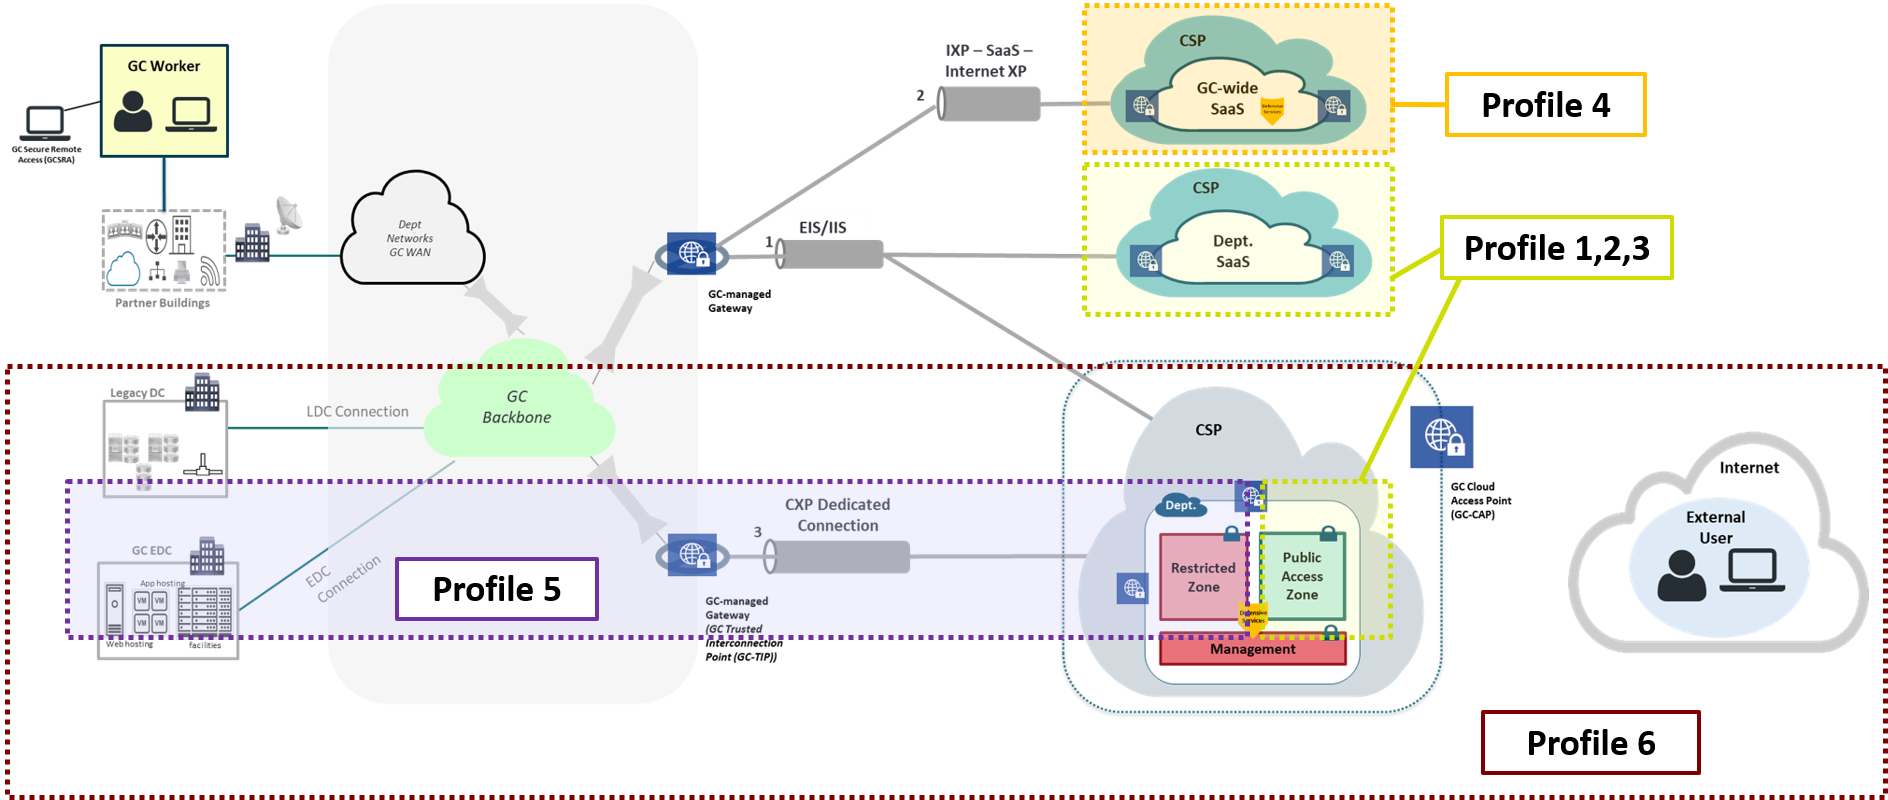 GC Worker
GC Secure Remote
Access (GCSRA)
Partner Buildings
Dept
Networks
GC WAN
GC-managed
Gateway
IXP – SaaS –
Internet XP
2
EIS/IIS
1
CSP
GC-wide
SaaS
Defensive
Services
Profile 4
CSP
Dept.
SaaS
Profile 1,2,3
Legacy DC
LDC Connection
GC
Backbone
GC EDC
App hosting
VM
VM
VM
VM
Web hosting
facilities
EDC
Connection
Profile 5
CXP Dedicated
Connection
3
GC-managed
Gateway
(GC Trusted
Interconnection
Point (GC-TIP))
CSP
Dept.
Restricted
Zone
Public
Access
Zone
Defensive
Services
Management
GC Cloud
Access Point
(GC-CAP)
Internet
External
User
Profile 6